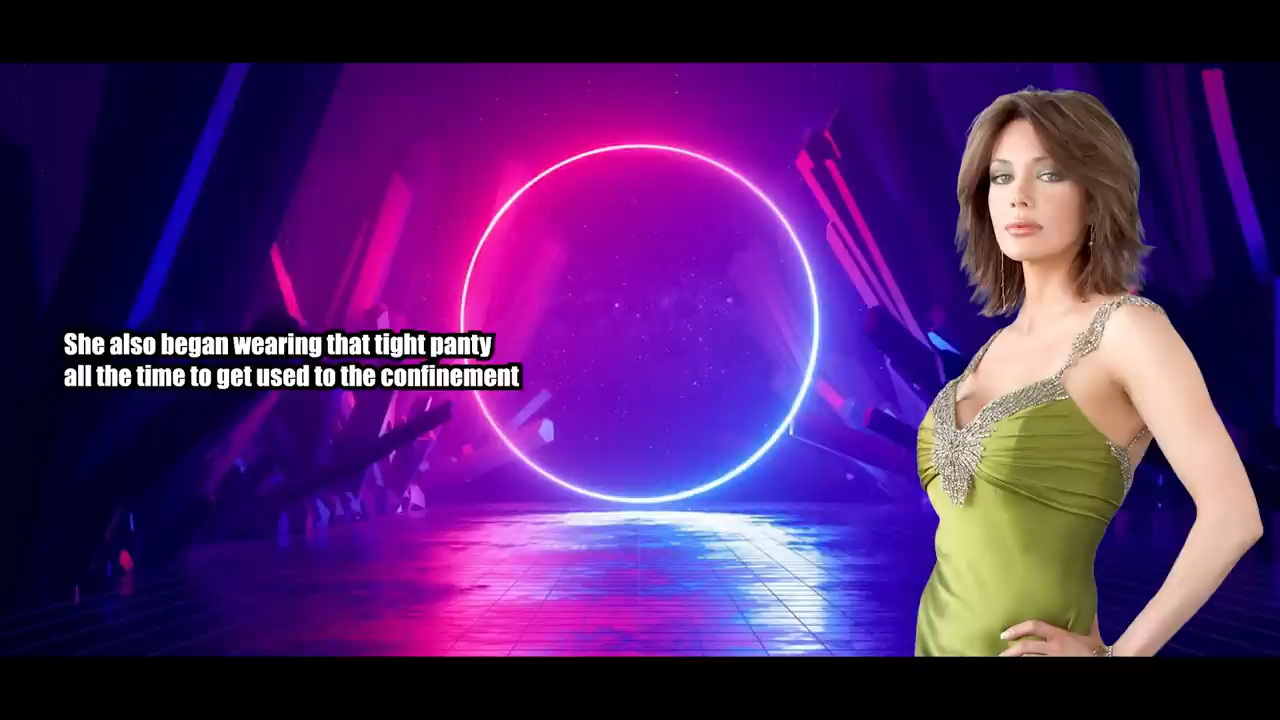 She also began wearing that tight panty
all the time to get used to the confinement